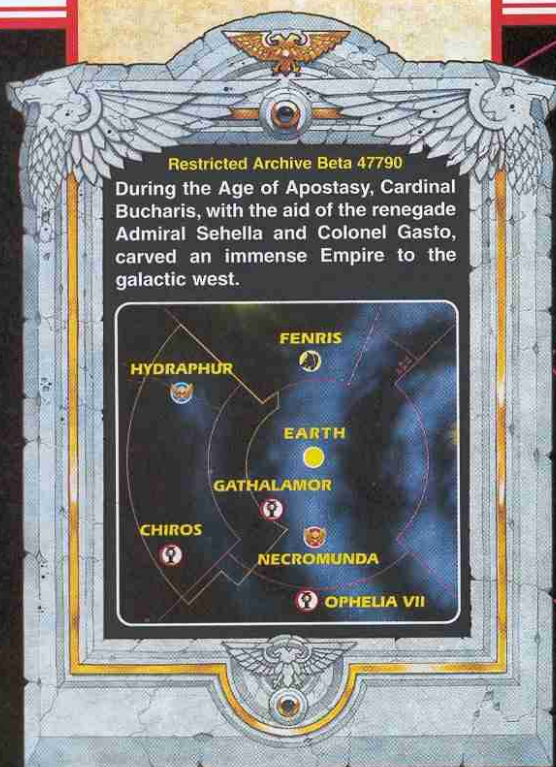 Restricted Archive Beta 47790
During the Age of Apostasy, Cardinal
Bucharis, with the aid of the renegade
Admiral Sehella and Colonel Gasto,
carved an immense Empire to the
galactic west.
FENRIS
HYDRAPHUR
EARTH
GATHALAMOR
CHIROS
NECROMUNDA
OPHELIA VII